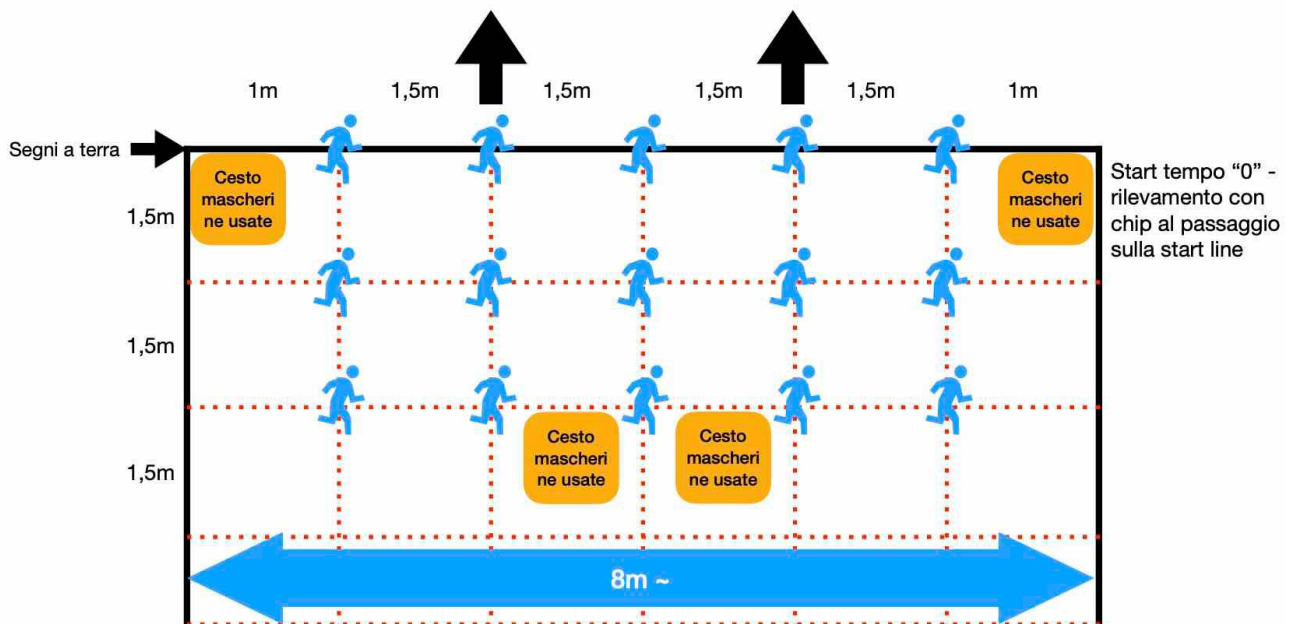 1m
1,5m
1,5m
1,5m
1,5m
1m
Segni a terra
Cesto
mascheri
ne usate
Cesto
mascheri
ne usate
Start tempo “0” -
rilevamento con
chip al passaggio
sulla start line
1,5m
1,5m
Cesto
mascheri
ne usate
Cesto
mascheri
ne usate
1,5m
8m ~